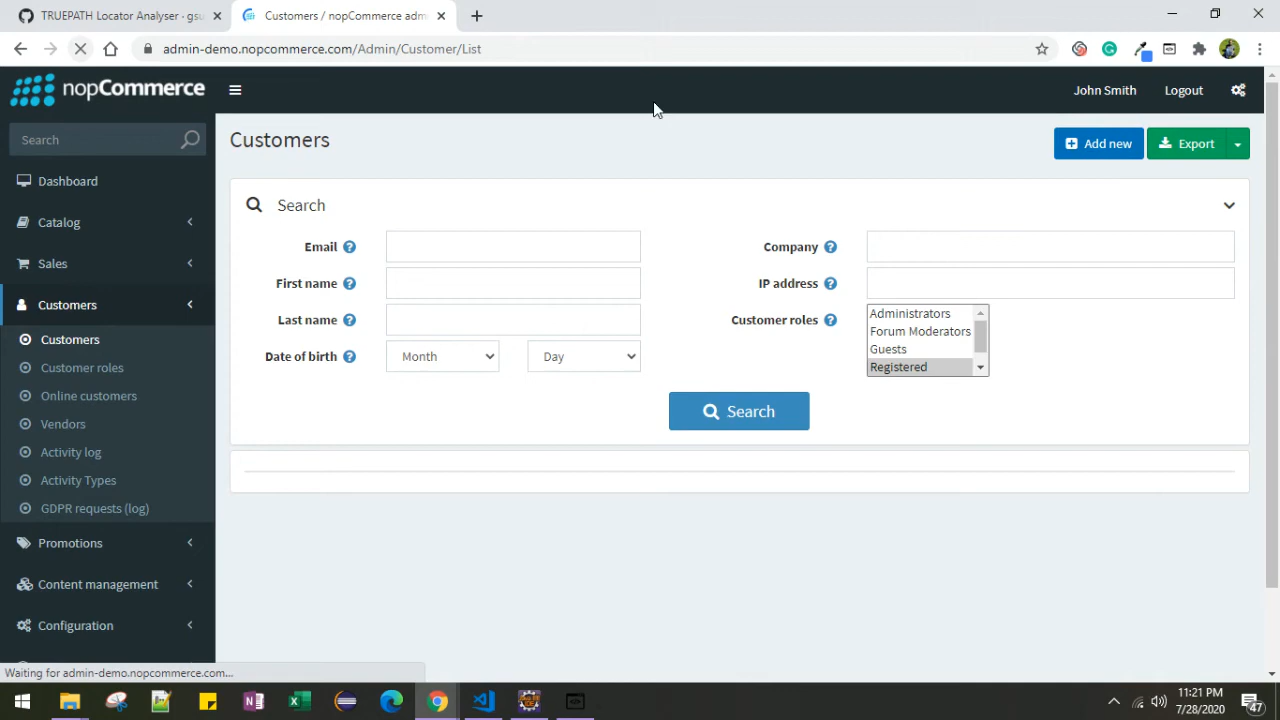 TRUEPATH Locator Analyser · gsu
Customers / nopCommerce adm
admin-demo.nopcommerce.com/Admin/Customer/List
nopCommerce
John Smith
Logout
Search
Customers
Add new
Export
Dashboard
Catalog
Sales
Customers
Customers
Customer roles
Online customers
Vendors
Activity log
Activity Types
GDPR requests (log)
Promotions
Content management
Configuration
Search
Email
Company
First name
IP address
Last name
Customer roles
Administrators
Forum Moderators
Guests
Registered
Date of birth
Month
Day
Search
Waiting for admin-demo.nopcommerce.com...
11:21 PM
7/28/2020
47